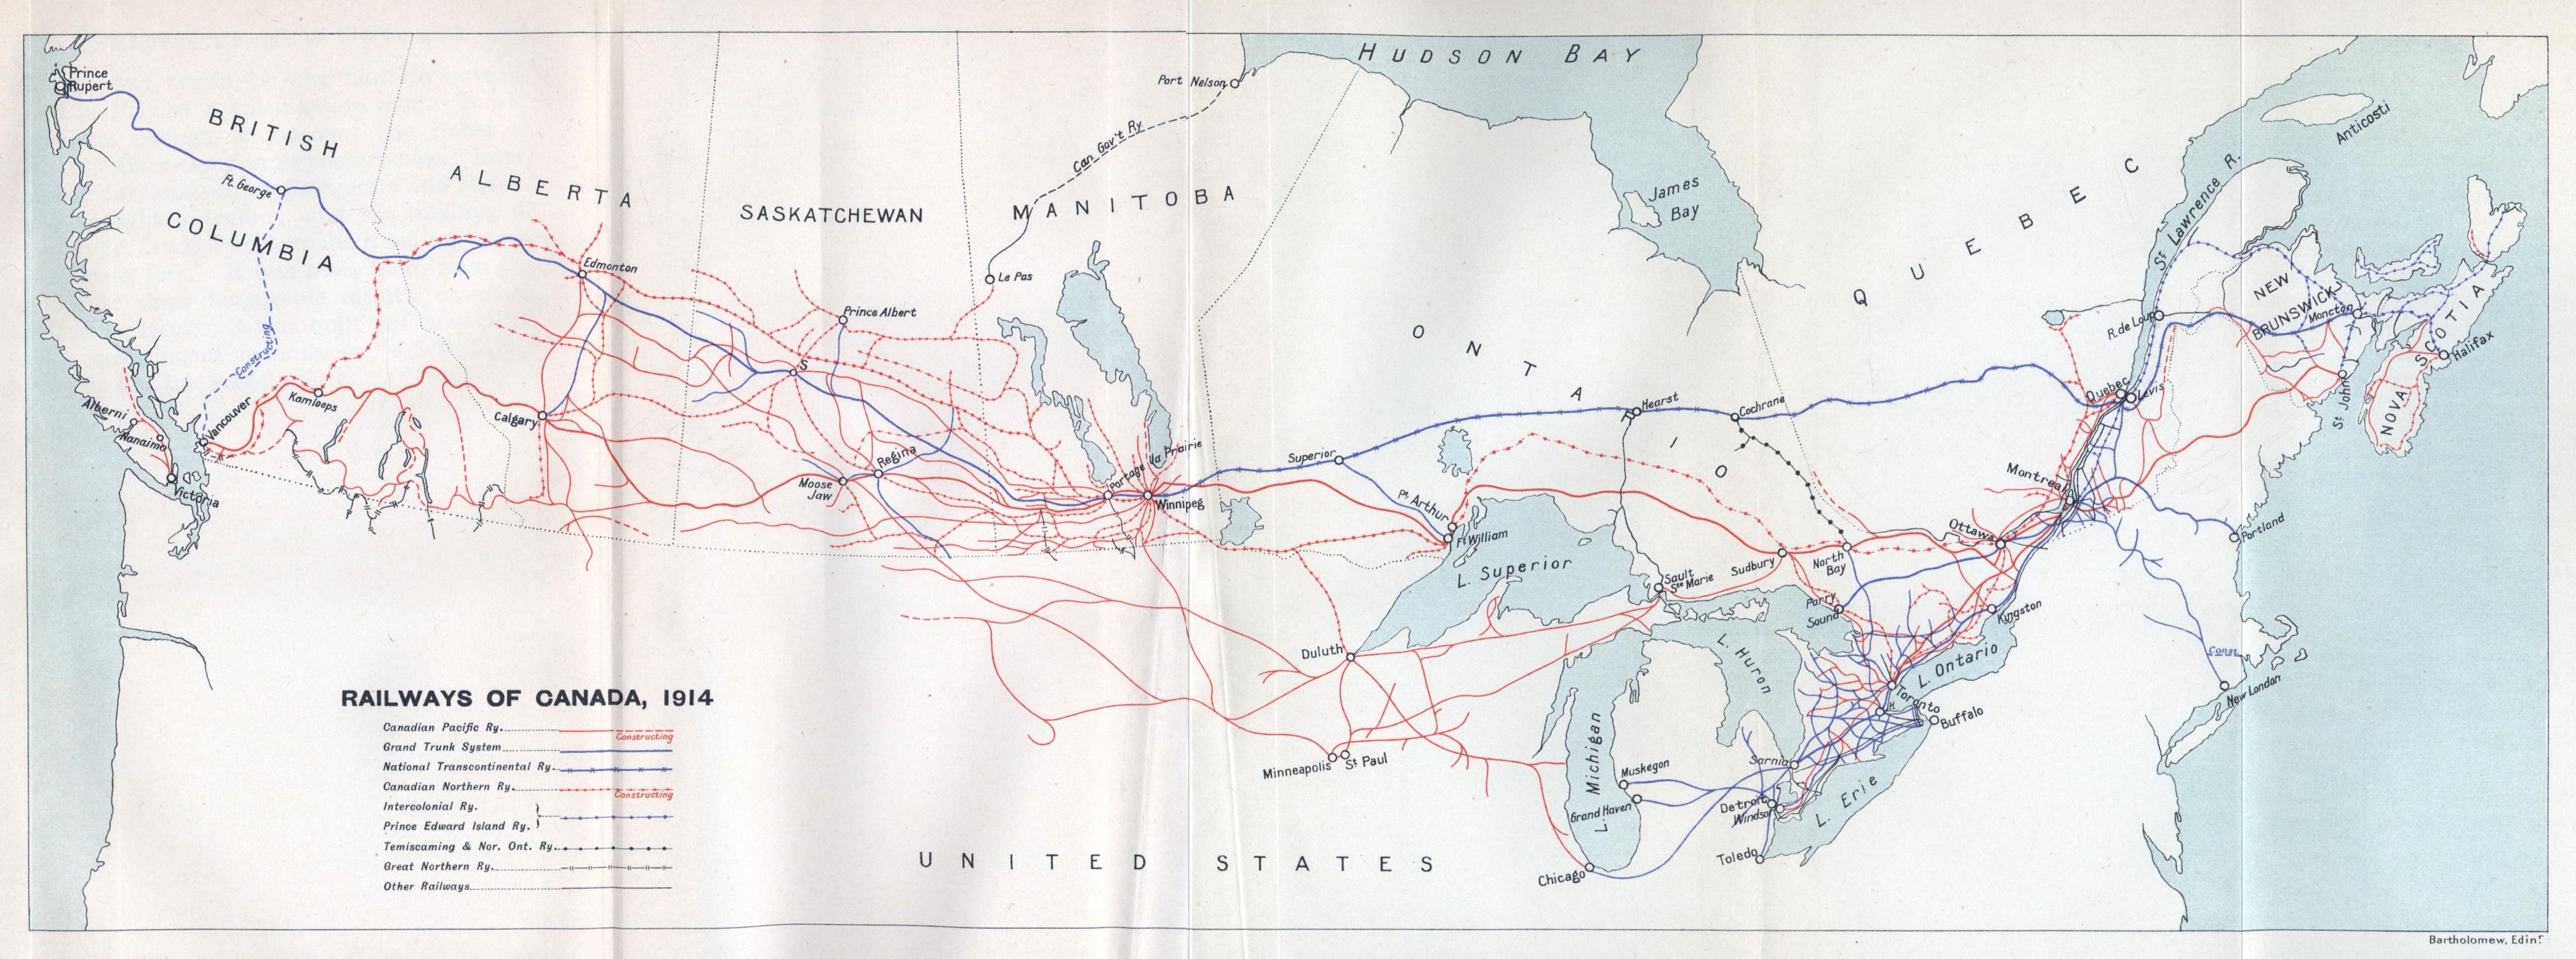 HUDSON BAY
Prince
Rupert
Port Nelson
BRITISH
Can. Gov't Ry
Anticosti
ALBERTA
Ft. George
SASKATCHEWAN
MANITOBA
James
Bay
QUEBEC
St Lawrence R.
COLUMBIA
Edmonton
Le Pas
NEW
BRUNSWICK
Moncton
Prince Albert
R. de Loup
NOVA SCOTIA
Halifax
ONTARIO
Constructing
S
Kamloops
Calgary
Alberni
Nanaimo
Vancouver
Victoria
Hearst
Cochrane
Quebec
Levis
St John
Regina
Moose
Jaw
Portage la Prairie
Winnipeg
Superior
Pt Arthur
Ft William
Montreal
Ottawa
Portland
L. Superior
Sault
Ste Marie
Sudbury
North
Bay
Parry
Sound
Kingston
Duluth
L. Huron
L. Ontario
Const.
New London
Toronto
H.
Buffalo
RAILWAYS OF CANADA, 1914
Canadian Pacific Ry.
Constructing
Grand Trunk System
National Transcontinental Ry.
Canadian Northern Ry.
Constructing
Intercolonial Ry.
Prince Edward Island Ry.
Temiscaming & Nor. Ont. Ry.
Great Northern Ry.
Other Railways
Minneapolis
St Paul
L. Michigan
Muskegon
Grand Haven
Sarnia
Detroit
Windsor
L. Erie
Toledo
Chicago
UNITED STATES
Bartholomew, Edinr.